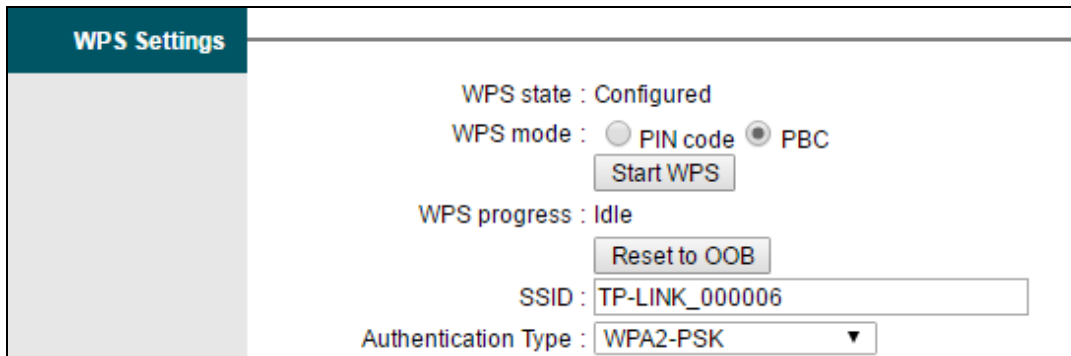 WPS Settings
WPS state : Configured
WPS mode : PIN code PBC
Start WPS
WPS progress : Idle
Reset to OOB
SSID : TP-LINK_000006
Authentication Type : WPA2-PSK